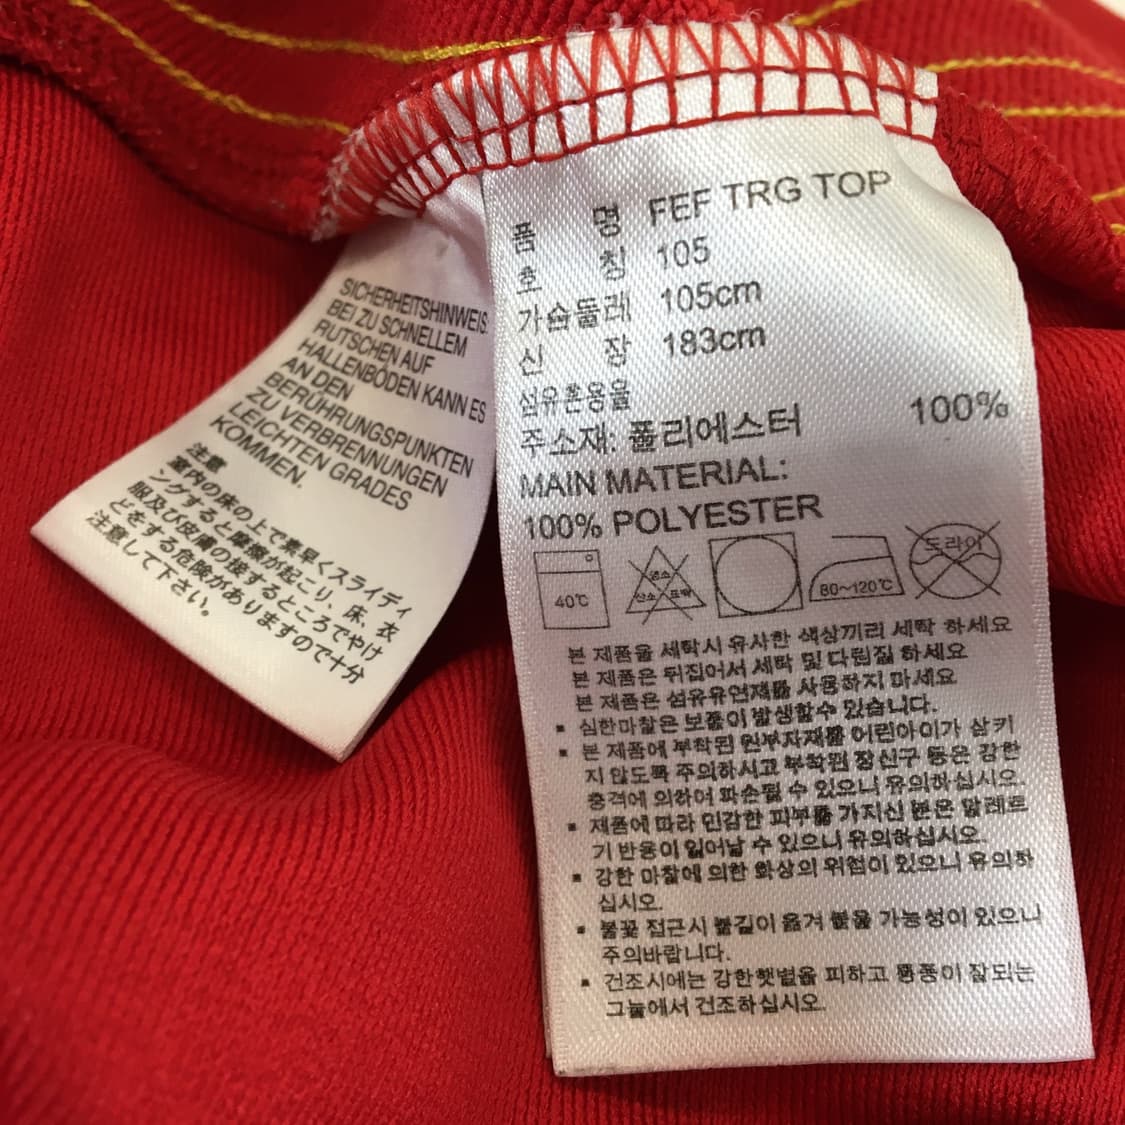 SICHERHEITSHINWEIS.
BEI ZU SCHNELLEM
RUTSCHEN AUF
HALLENBÖDEN KANN ES
AN DEN
BERÜHRUNGSPUNKTEN
ZU VERBRENNUNGEN
LEICHTEN GRADES
KOMMEN.
注意
室内の床の上で素早くスライディ
ングすると摩擦が起こり、床、衣
服及び皮膚の接するところでやけ
どをする危険がありますので十分
注意して下さい。
품 명 FEF TRG TOP
호 칭 105
가슴둘레 105cm
신 장 183cm
섬유혼용율
주소재: 폴리에스터 100%
MAIN MATERIAL:
100% POLYESTER
40℃ 염소 산소 표백 80~120℃ 드라이
본 제품을 세탁시 유사한 색상끼리 세탁 하세요
본 제품은 뒤집어서 세탁 및 다림질 하세요
본 제품은 섬유유연제를 사용하지 마세요
▪ 심한마찰은 보풀이 발생할수 있습니다.
▪ 본 제품에 부착된 원부자재를 어린아이가 삼키
지 않도록 주의하시고 부착된 장신구 등은 강한
충격에 의하여 파손될 수 있으니 유의하십시오.
▪ 제품에 따라 민감한 피부를 가지신 분은 알레르
기 반응이 일어날 수 있으니 유의하십시오.
▪ 강한 마찰에 의한 화상의 위험이 있으니 유의하
십시오.
▪ 불꽃 접근시 불길이 옮겨 붙을 가능성이 있으니
주의바랍니다.
▪ 건조시에는 강한햇볕을 피하고 통풍이 잘되는
그늘에서 건조하십시오.